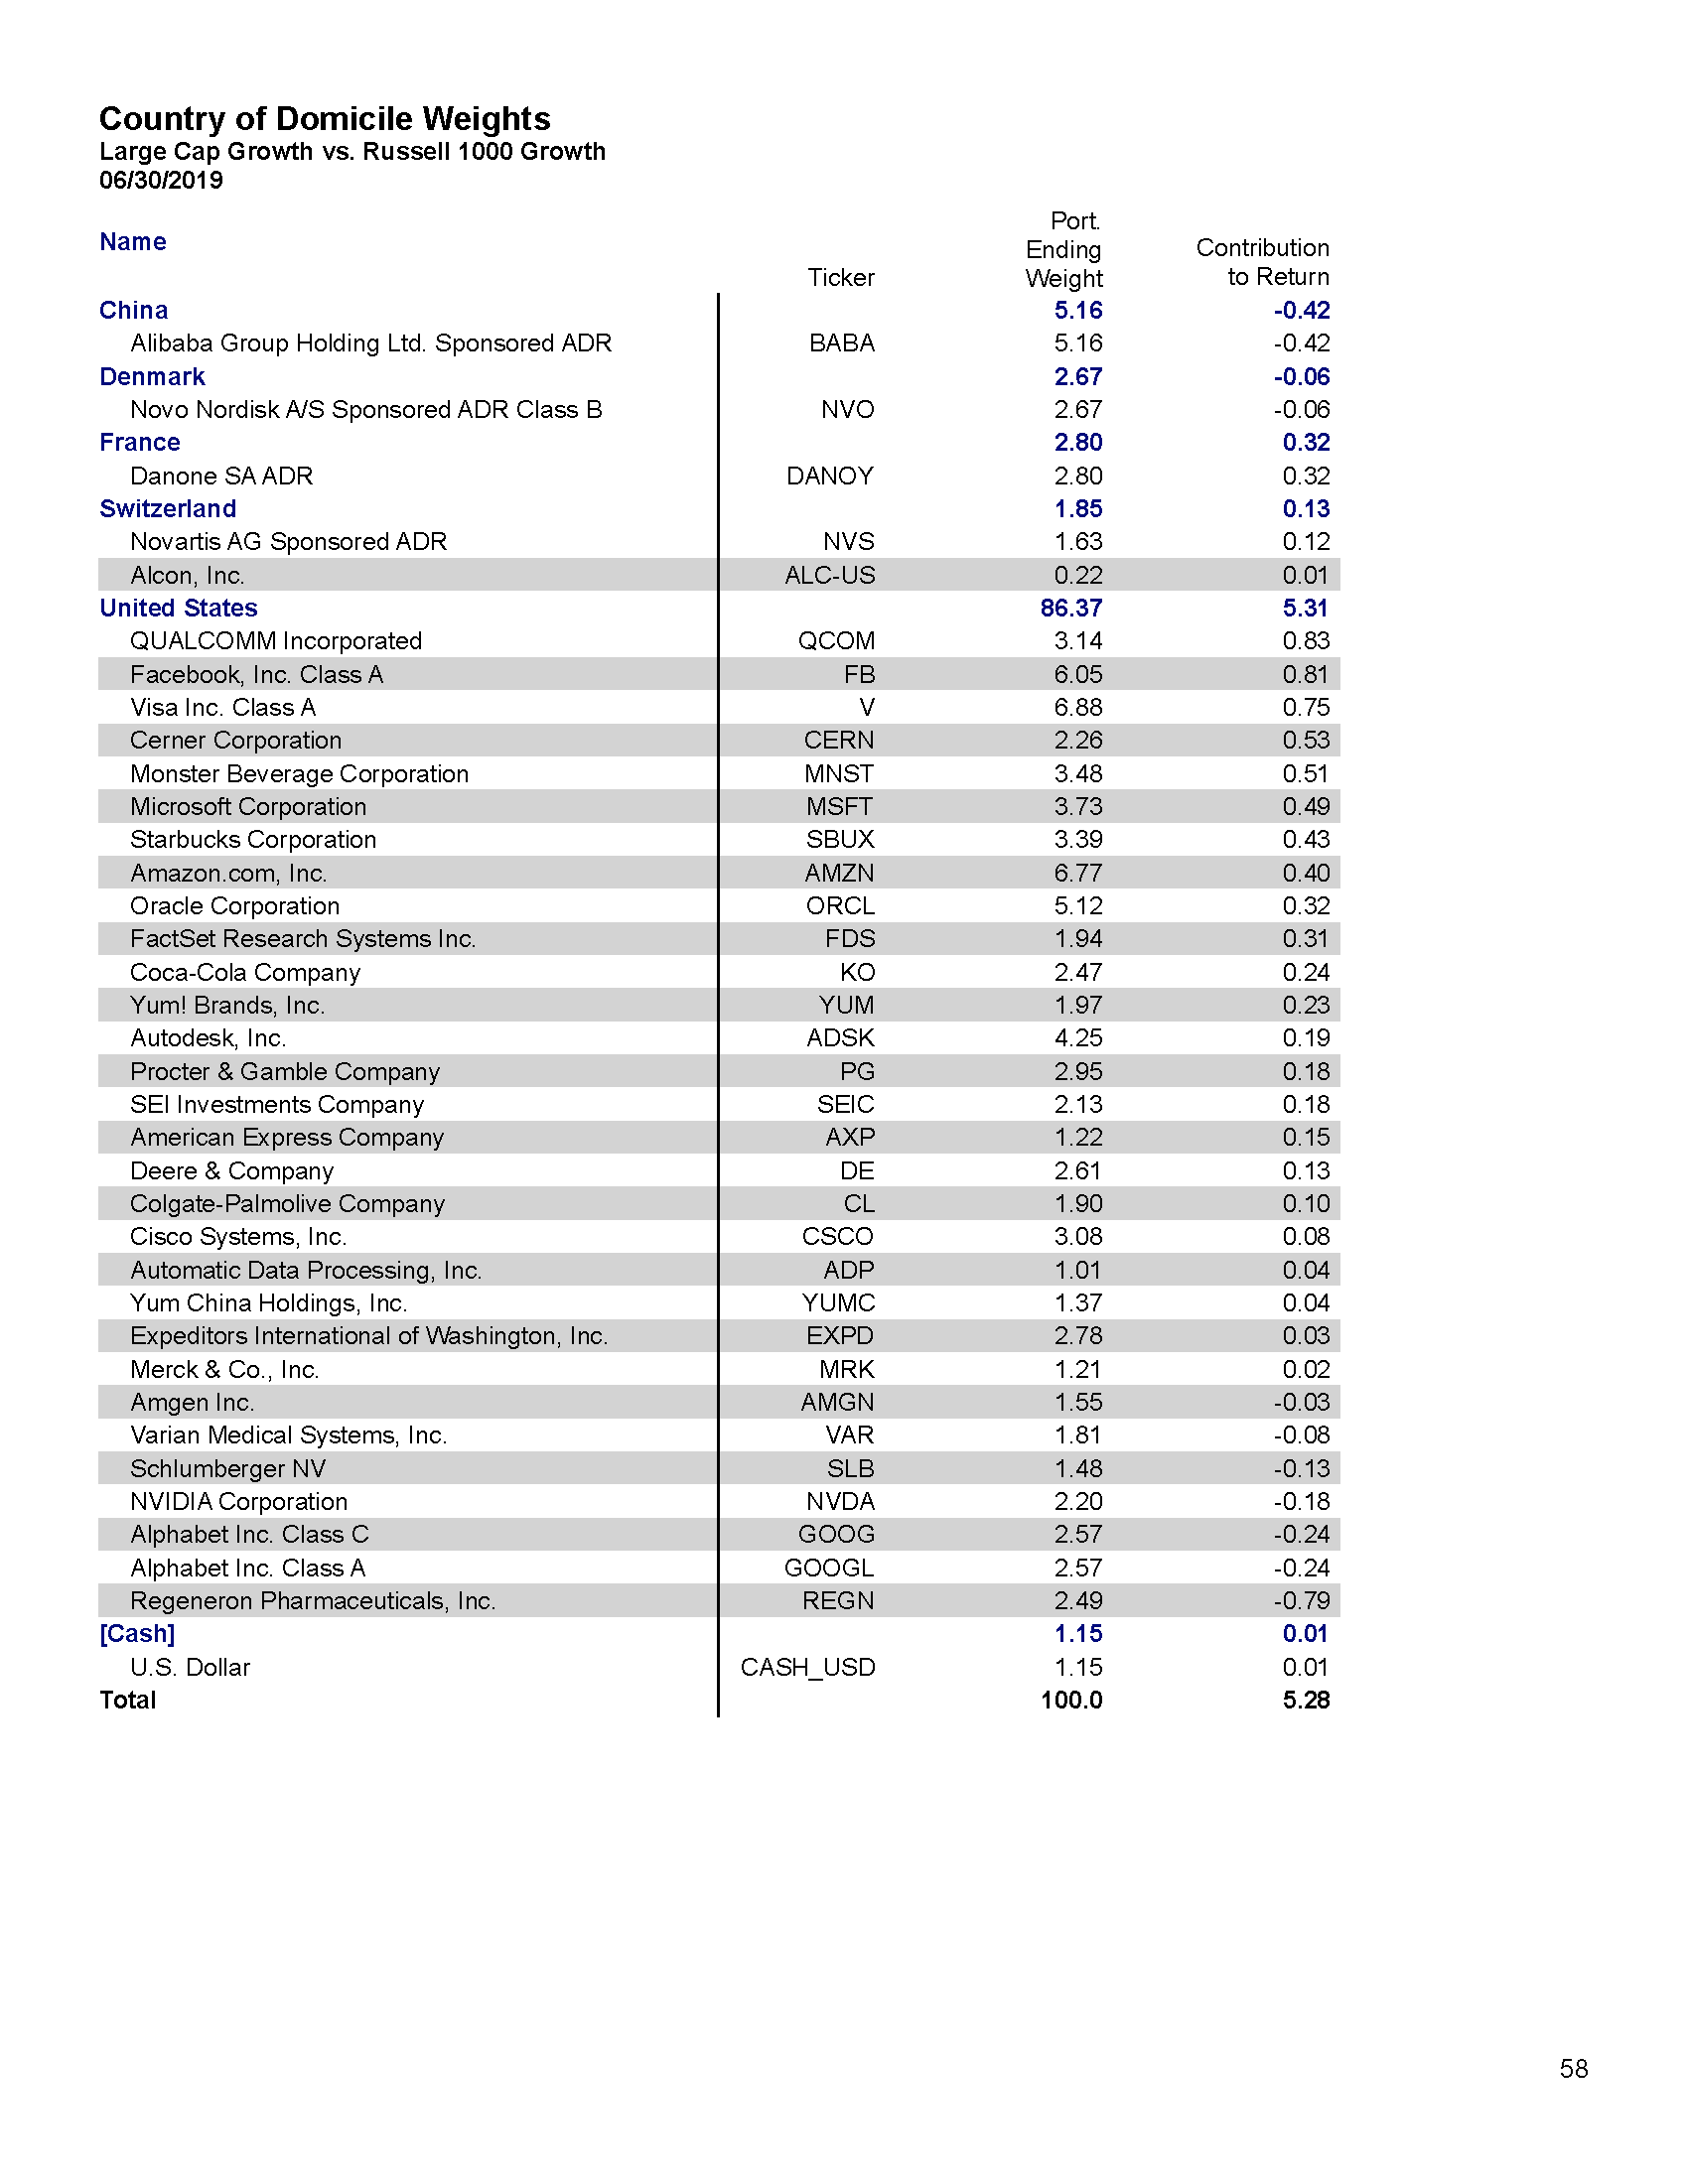 Country of Domicile Weights
Large Cap Growth vs. Russell 1000 Growth
06/30/2019
Name Ticker Port. Ending Weight Contribution to Return
China 5.16 -0.42
Alibaba Group Holding Ltd. Sponsored ADR BABA 5.16 -0.42
Denmark 2.67 -0.06
Novo Nordisk A/S Sponsored ADR Class B NVO 2.67 -0.06
France 2.80 0.32
Danone SA ADR DANOY 2.80 0.32
Switzerland 1.85 0.13
Novartis AG Sponsored ADR NVS 1.63 0.12
Alcon, Inc. ALC-US 0.22 0.01
United States 86.37 5.31
QUALCOMM Incorporated QCOM 3.14 0.83
Facebook, Inc. Class A FB 6.05 0.81
Visa Inc. Class A V 6.88 0.75
Cerner Corporation CERN 2.26 0.53
Monster Beverage Corporation MNST 3.48 0.51
Microsoft Corporation MSFT 3.73 0.49
Starbucks Corporation SBUX 3.39 0.43
Amazon.com, Inc. AMZN 6.77 0.40
Oracle Corporation ORCL 5.12 0.32
FactSet Research Systems Inc. FDS 1.94 0.31
Coca-Cola Company KO 2.47 0.24
Yum! Brands, Inc. YUM 1.97 0.23
Autodesk, Inc. ADSK 4.25 0.19
Procter & Gamble Company PG 2.95 0.18
SEI Investments Company SEIC 2.13 0.18
American Express Company AXP 1.22 0.15
Deere & Company DE 2.61 0.13
Colgate-Palmolive Company CL 1.90 0.10
Cisco Systems, Inc. CSCO 3.08 0.08
Automatic Data Processing, Inc. ADP 1.01 0.04
Yum China Holdings, Inc. YUMC 1.37 0.04
Expeditors International of Washington, Inc. EXPD 2.78 0.03
Merck & Co., Inc. MRK 1.21 0.02
Amgen Inc. AMGN 1.55 -0.03
Varian Medical Systems, Inc. VAR 1.81 -0.08
Schlumberger NV SLB 1.48 -0.13
NVIDIA Corporation NVDA 2.20 -0.18
Alphabet Inc. Class C GOOG 2.57 -0.24
Alphabet Inc. Class A GOOGL 2.57 -0.24
Regeneron Pharmaceuticals, Inc. REGN 2.49 -0.79
[Cash] 1.15 0.01
U.S. Dollar CASH_USD 1.15 0.01
Total 100.0 5.28
58